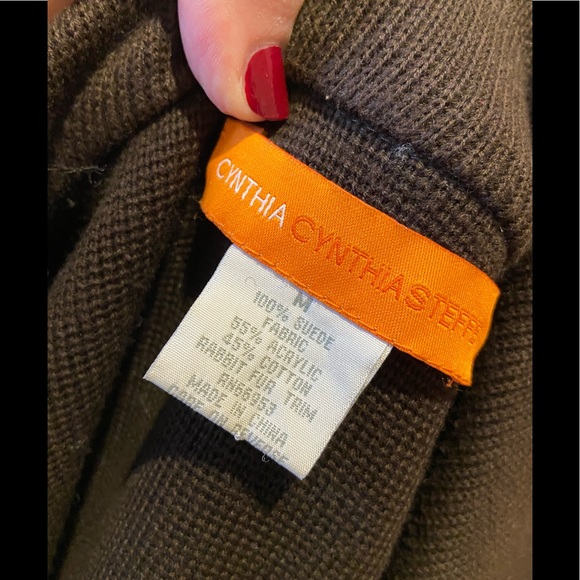 CYNTHIA CYNTHIA STEFFE
M
100% SUEDE
FABRIC
55% ACRYLIC
45% COTTON
RABBIT FUR TRIM
RN66953
MADE IN CHINA
CARE ON REVERSE